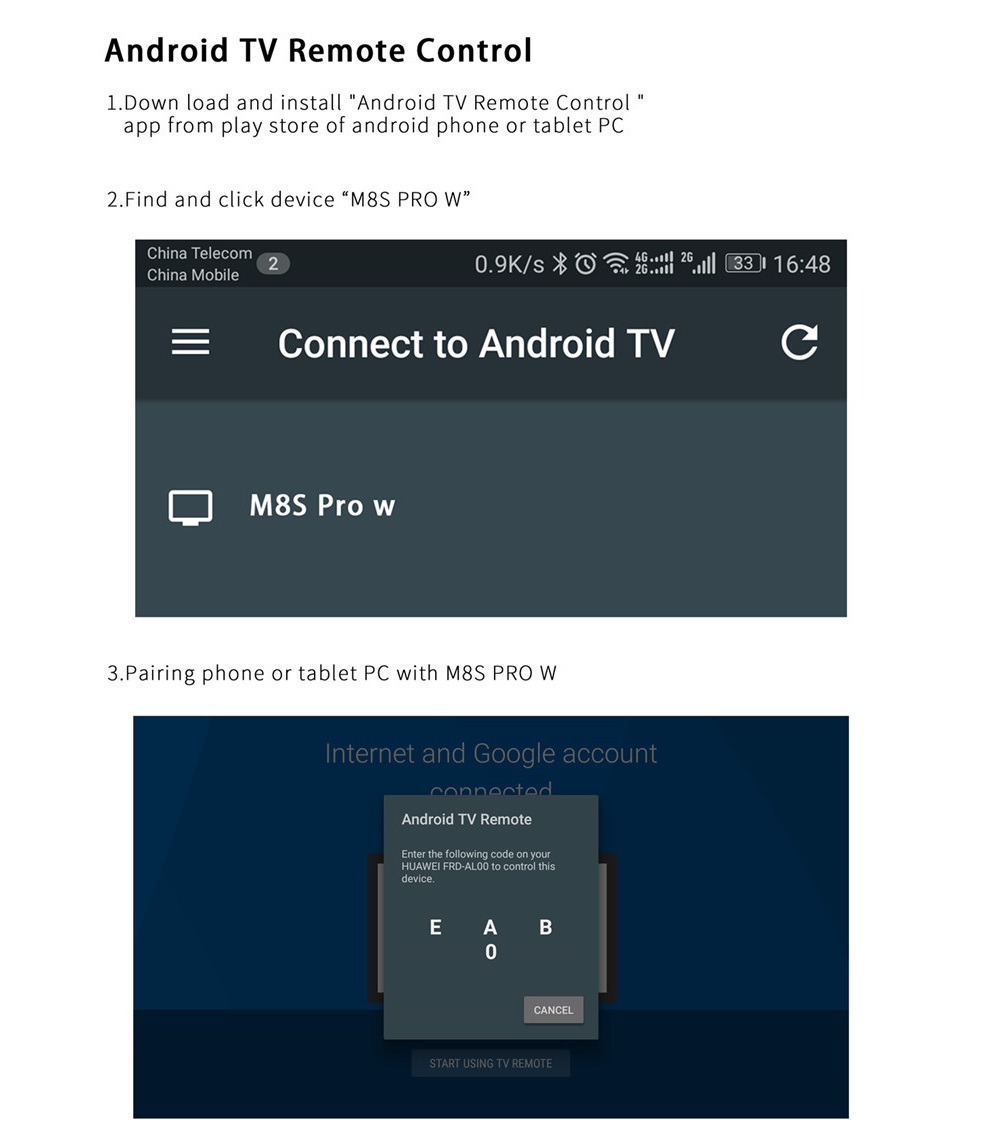 Android TV Remote Control
1.Down load and install "Android TV Remote Control "
app from play store of android phone or tablet PC
2.Find and click device “M8S PRO W”
China Telecom
China Mobile
2
0.9K/s 4G 2G 2G 33 16:48
Connect to Android TV
M8S Pro w
3.Pairing phone or tablet PC with M8S PRO W
Internet and Google account
connected
Android TV Remote
Enter the following code on your
HUAWEI FRD-AL00 to control this
device.
E A B
0
CANCEL
START USING TV REMOTE